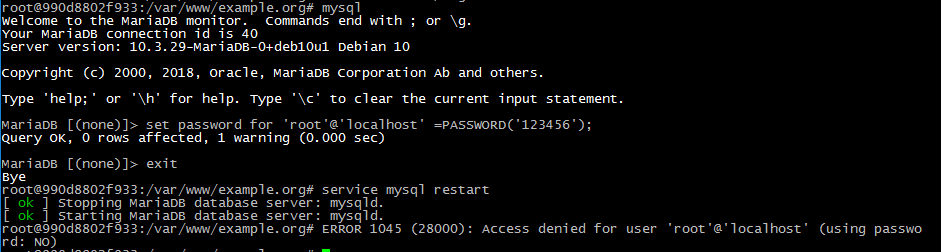 root@990d8802f933:/var/www/example.org# mysql
Welcome to the MariaDB monitor.  Commands end with ; or \g.
Your MariaDB connection id is 40
Server version: 10.3.29-MariaDB-0+deb10u1 Debian 10
Copyright (c) 2000, 2018, Oracle, MariaDB Corporation Ab and others.
Type 'help;' or '\h' for help. Type '\c' to clear the current input statement.
MariaDB [(none)]> set password for 'root'@'localhost' =PASSWORD('123456');
Query OK, 0 rows affected, 1 warning (0.000 sec)
MariaDB [(none)]> exit
Bye
root@990d8802f933:/var/www/example.org# service mysql restart
[ ok ] Stopping MariaDB database server: mysqld.
[ ok ] Starting MariaDB database server: mysqld.
root@990d8802f933:/var/www/example.org# ERROR 1045 (28000): Access denied for user 'root'@'localhost' (using passwo
rd: NO)